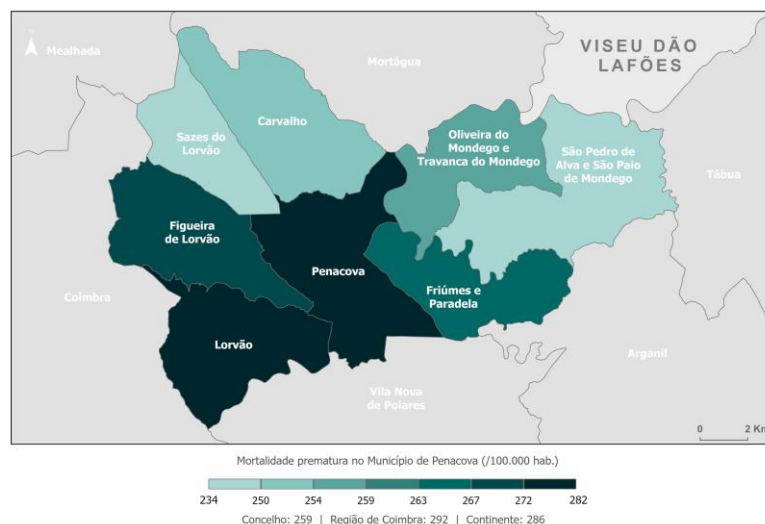 N
Mealhada
VISEU DÃO
LAFÕES
Mortágua
Carvalho
Sazes do
Lorvão
Oliveira do
Mondego e
Travanca do Mondego
São Pedro de
Alva e São Paio
de Mondego
Tábua
Figueira
de Lorvão
Penacova
Friúmes e
Paradela
Coimbra
Lorvão
Arganil
Vila Nova
de Poiares
0 2 Km
Mortalidade prematura no Município de Penacova (/100.000 hab.)
234 250 254 259 263 267 272 282
Concelho: 259 | Região de Coimbra: 292 | Continente: 286